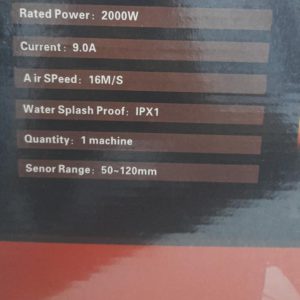 Rated Power: 2000W
Current: 9.0A
Air SPeed: 16M/S
Water Splash Proof: IPX1
Quantity: 1 machine
Senor Range: 50~120mm